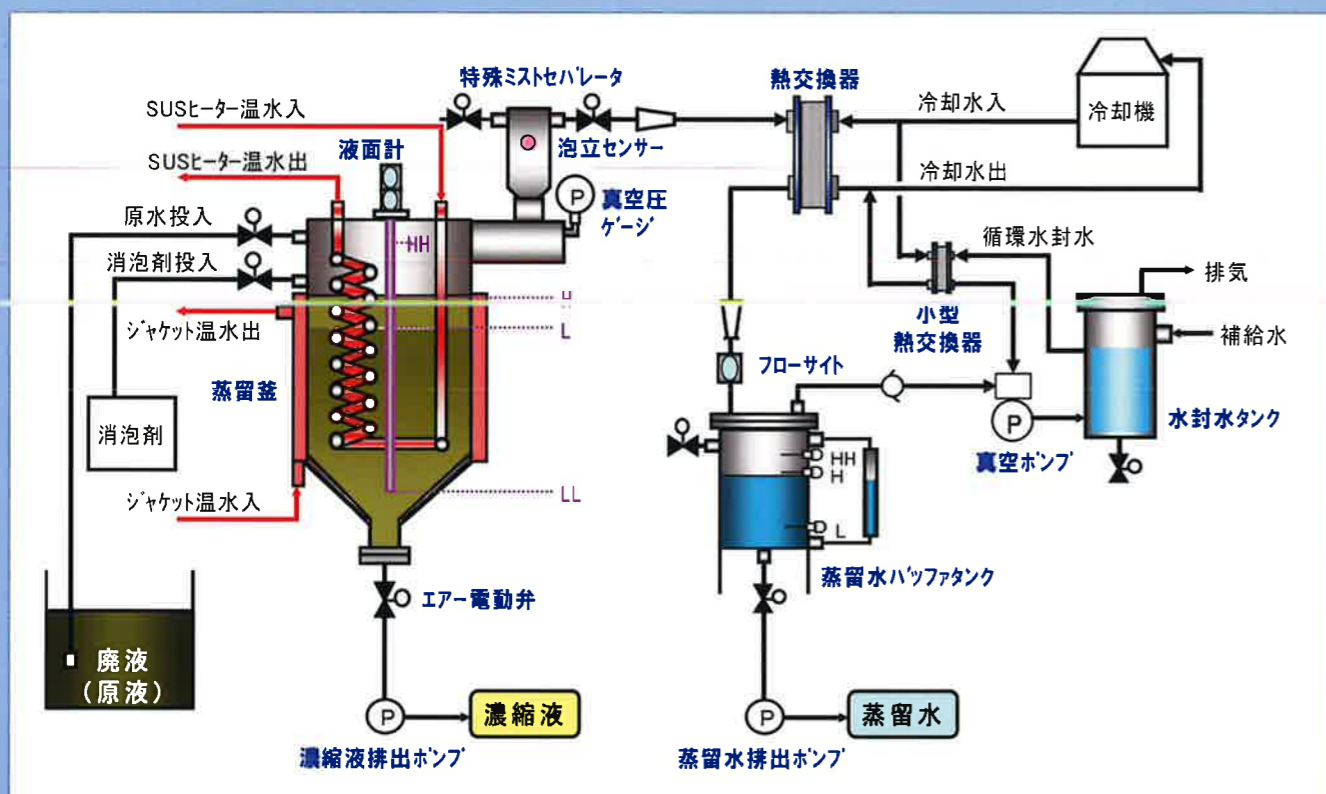 特殊ミストセパレータ
熱交換器
SUSヒーター温水入
冷却水入
冷却機
液面計
泡立センサー
SUSヒーター温水出
冷却水出
P
真空圧
ゲージ
原水投入
HH
循環水封水
消泡剤投入
排気
H
ジャケット温水出
L
小型
熱交換器
補給水
蒸留釜
フローサイト
消泡剤
P
水封水タンク
真空ポンプ
HH
H
ジャケット温水入
LL
L
蒸留水バッファタンク
エアー電動弁
廃液
(原液)
P
濃縮液
P
蒸留水
濃縮液排出ポンプ
蒸留水排出ポンプ